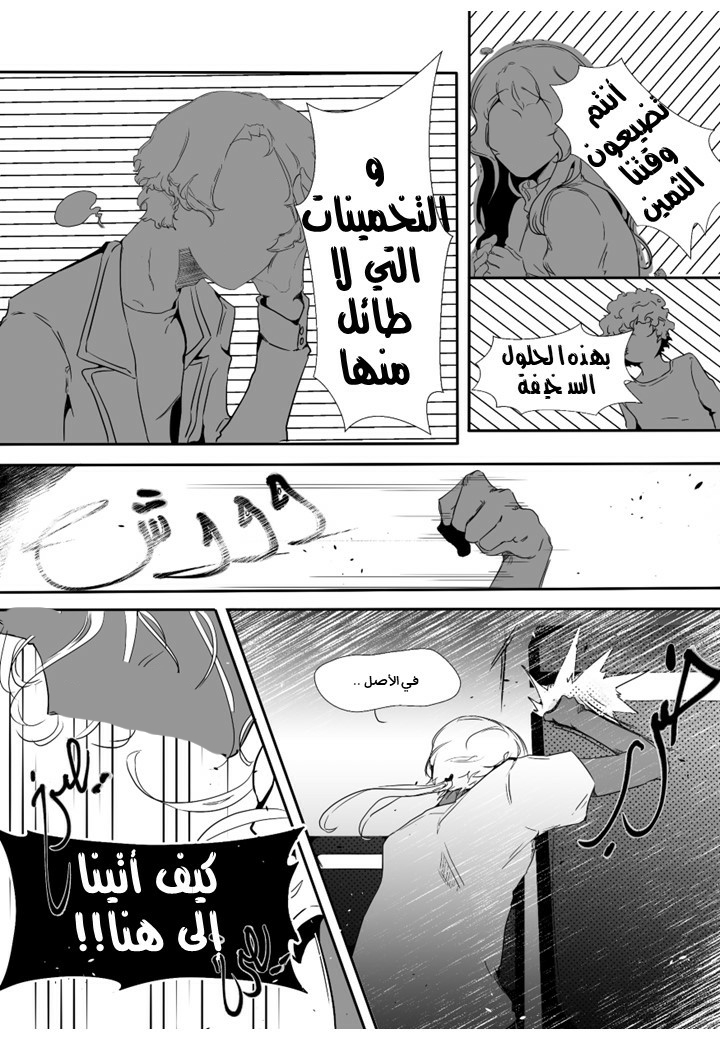 أنتم
تضيعون
وقتنا
الثمين
بهذه الحلول
السخيفة
و
التخمينات
التي لا
طائل
منها
وووش
في الأصل ..
ضرب
كيف أتينا
إلى هنا!!